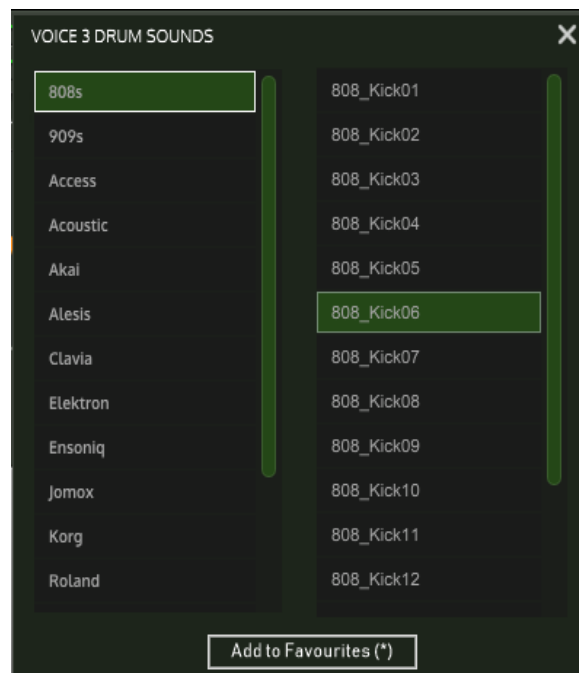 VOICE 3 DRUM SOUNDS
808s
909s
Access
Acoustic
Akai
Alesis
Clavia
Elektron
Ensoniq
Jomox
Korg
Roland
808_Kick01
808_Kick02
808_Kick03
808_Kick04
808_Kick05
808_Kick06
808_Kick07
808_Kick08
808_Kick09
808_Kick10
808_Kick11
808_Kick12
Add to Favourites (*)